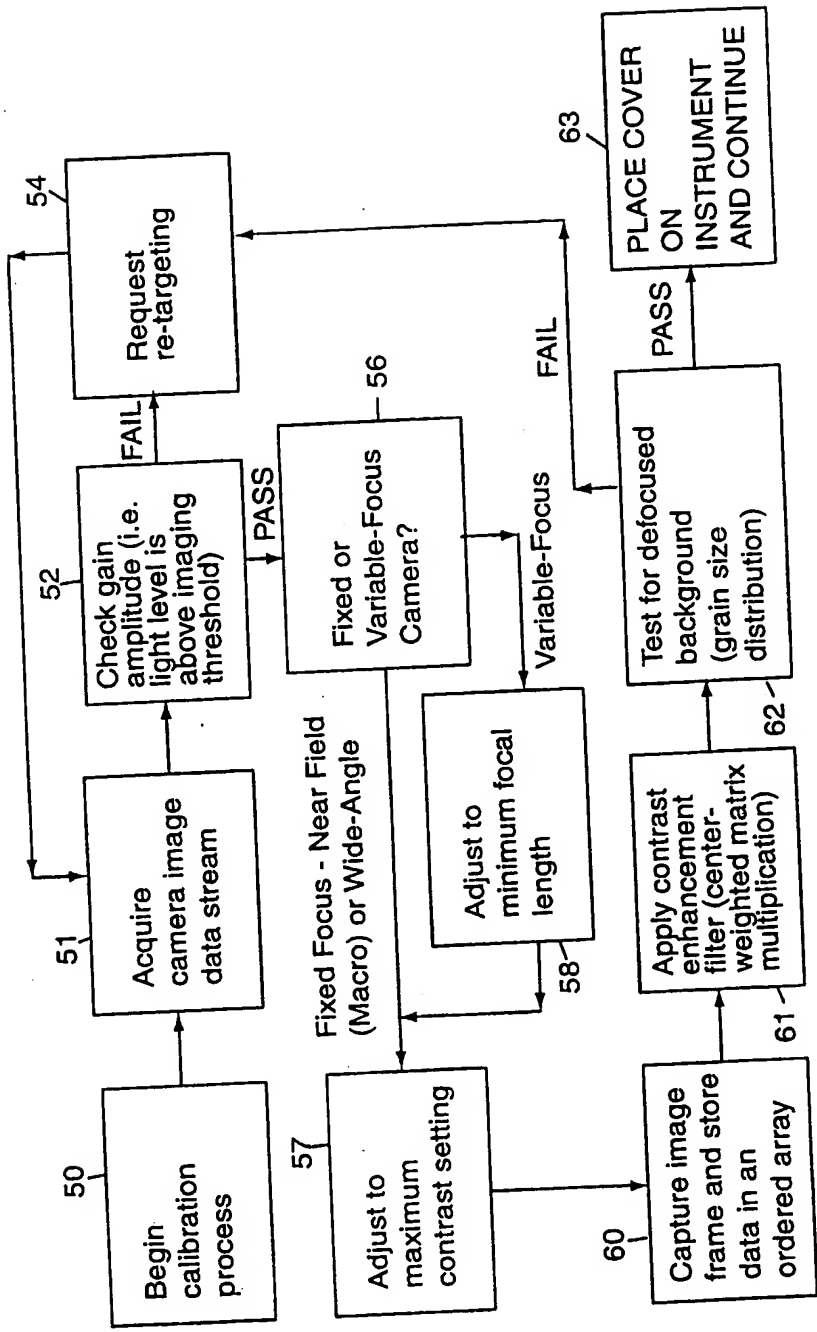 50
Begin
calibration
process
51
Acquire
camera image
data stream
52
Check gain
amplitude (i.e.
light level is
above imaging
threshold)
FAIL
54
Request
re-targeting
PASS
56
Fixed or
Variable-Focus
Camera?
Fixed Focus - Near Field
(Macro) or Wide-Angle
Variable-Focus
Adjust to
minimum focal
length
58
57
Adjust to
maximum
contrast setting
60
Capture image
frame and store
data in an
ordered array
Apply contrast
enhancement
filter (center-
weighted matrix
multiplication)
61
Test for defocused
background
(grain size
distribution)
62
FAIL
PASS
63
PLACE COVER
ON
INSTRUMENT
AND CONTINUE